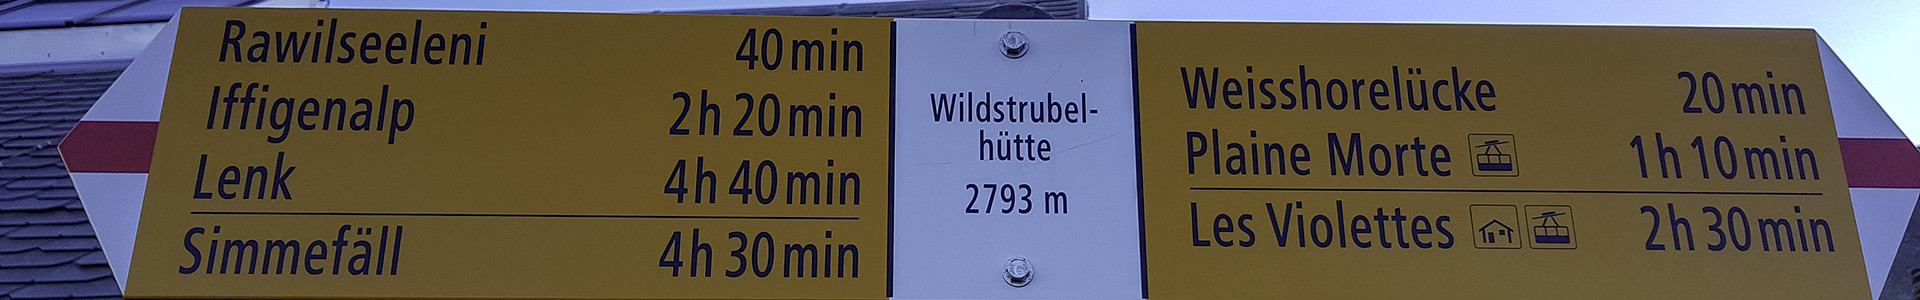 Rawilseeleni 40 min
Iffigenalp 2 h 20 min
Lenk 4 h 40 min
Simmefäll 4 h 30 min
Wildstrubel-
hütte
2793 m
Weisshorelücke 20 min
Plaine Morte 1 h 10 min
Les Violettes 2 h 30 min